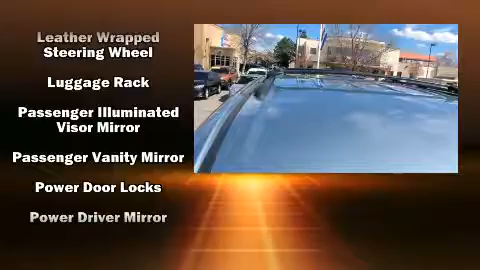 Leather Wrapped
Steering Wheel
Luggage Rack
Passenger Illuminated
Visor Mirror
Passenger Vanity Mirror
Power Door Locks
Power Driver Mirror